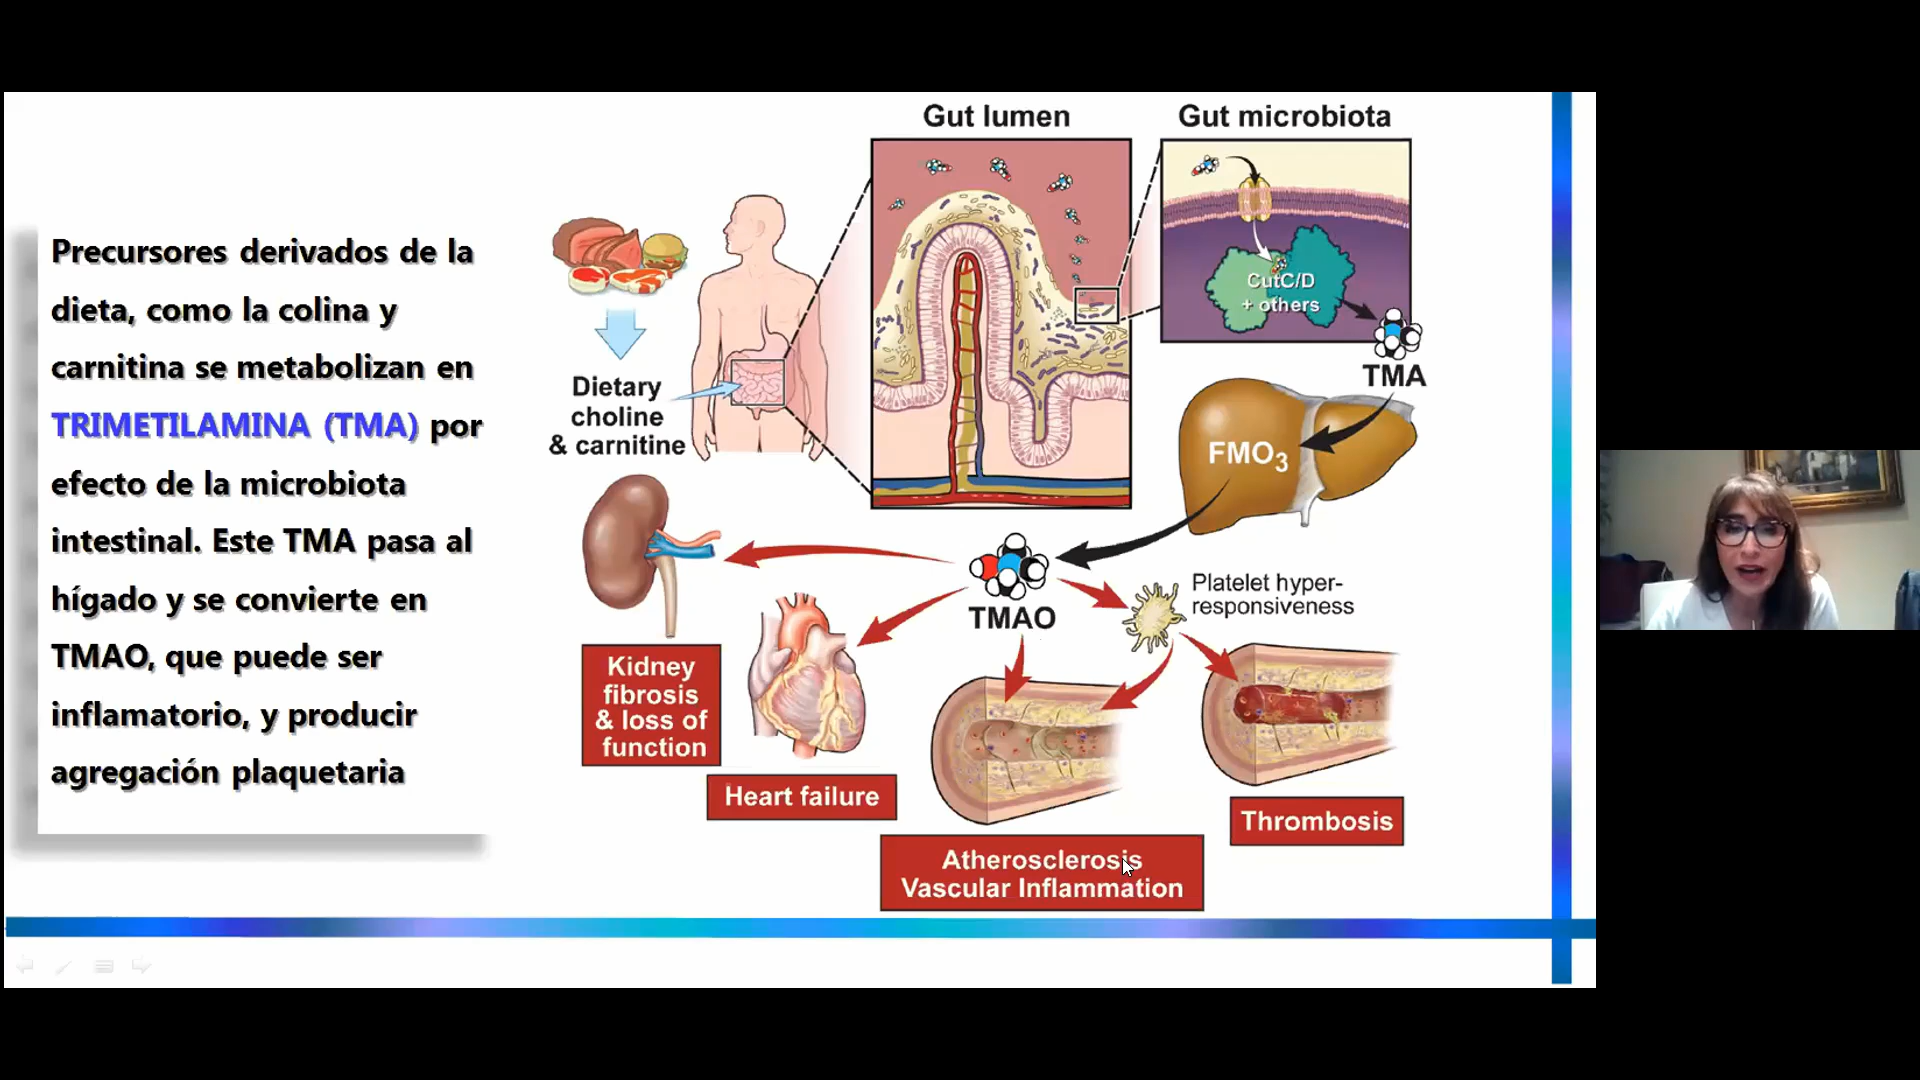 Precursores derivados de la
dieta, como la colina y
carnitina se metabolizan en
TRIMETILAMINA (TMA) por
efecto de la microbiota
intestinal. Este TMA pasa al
hígado y se convierte en
TMAO, que puede ser
inflamatorio, y producir
agregación plaquetaria
Gut lumen
Gut microbiota
CutC/D
+ others
TMA
Dietary
choline
& carnitine
FMO3
TMAO
Platelet hyper-
responsiveness
Kidney
fibrosis
& loss of
function
Heart failure
Atherosclerosis
Vascular Inflammation
Thrombosis